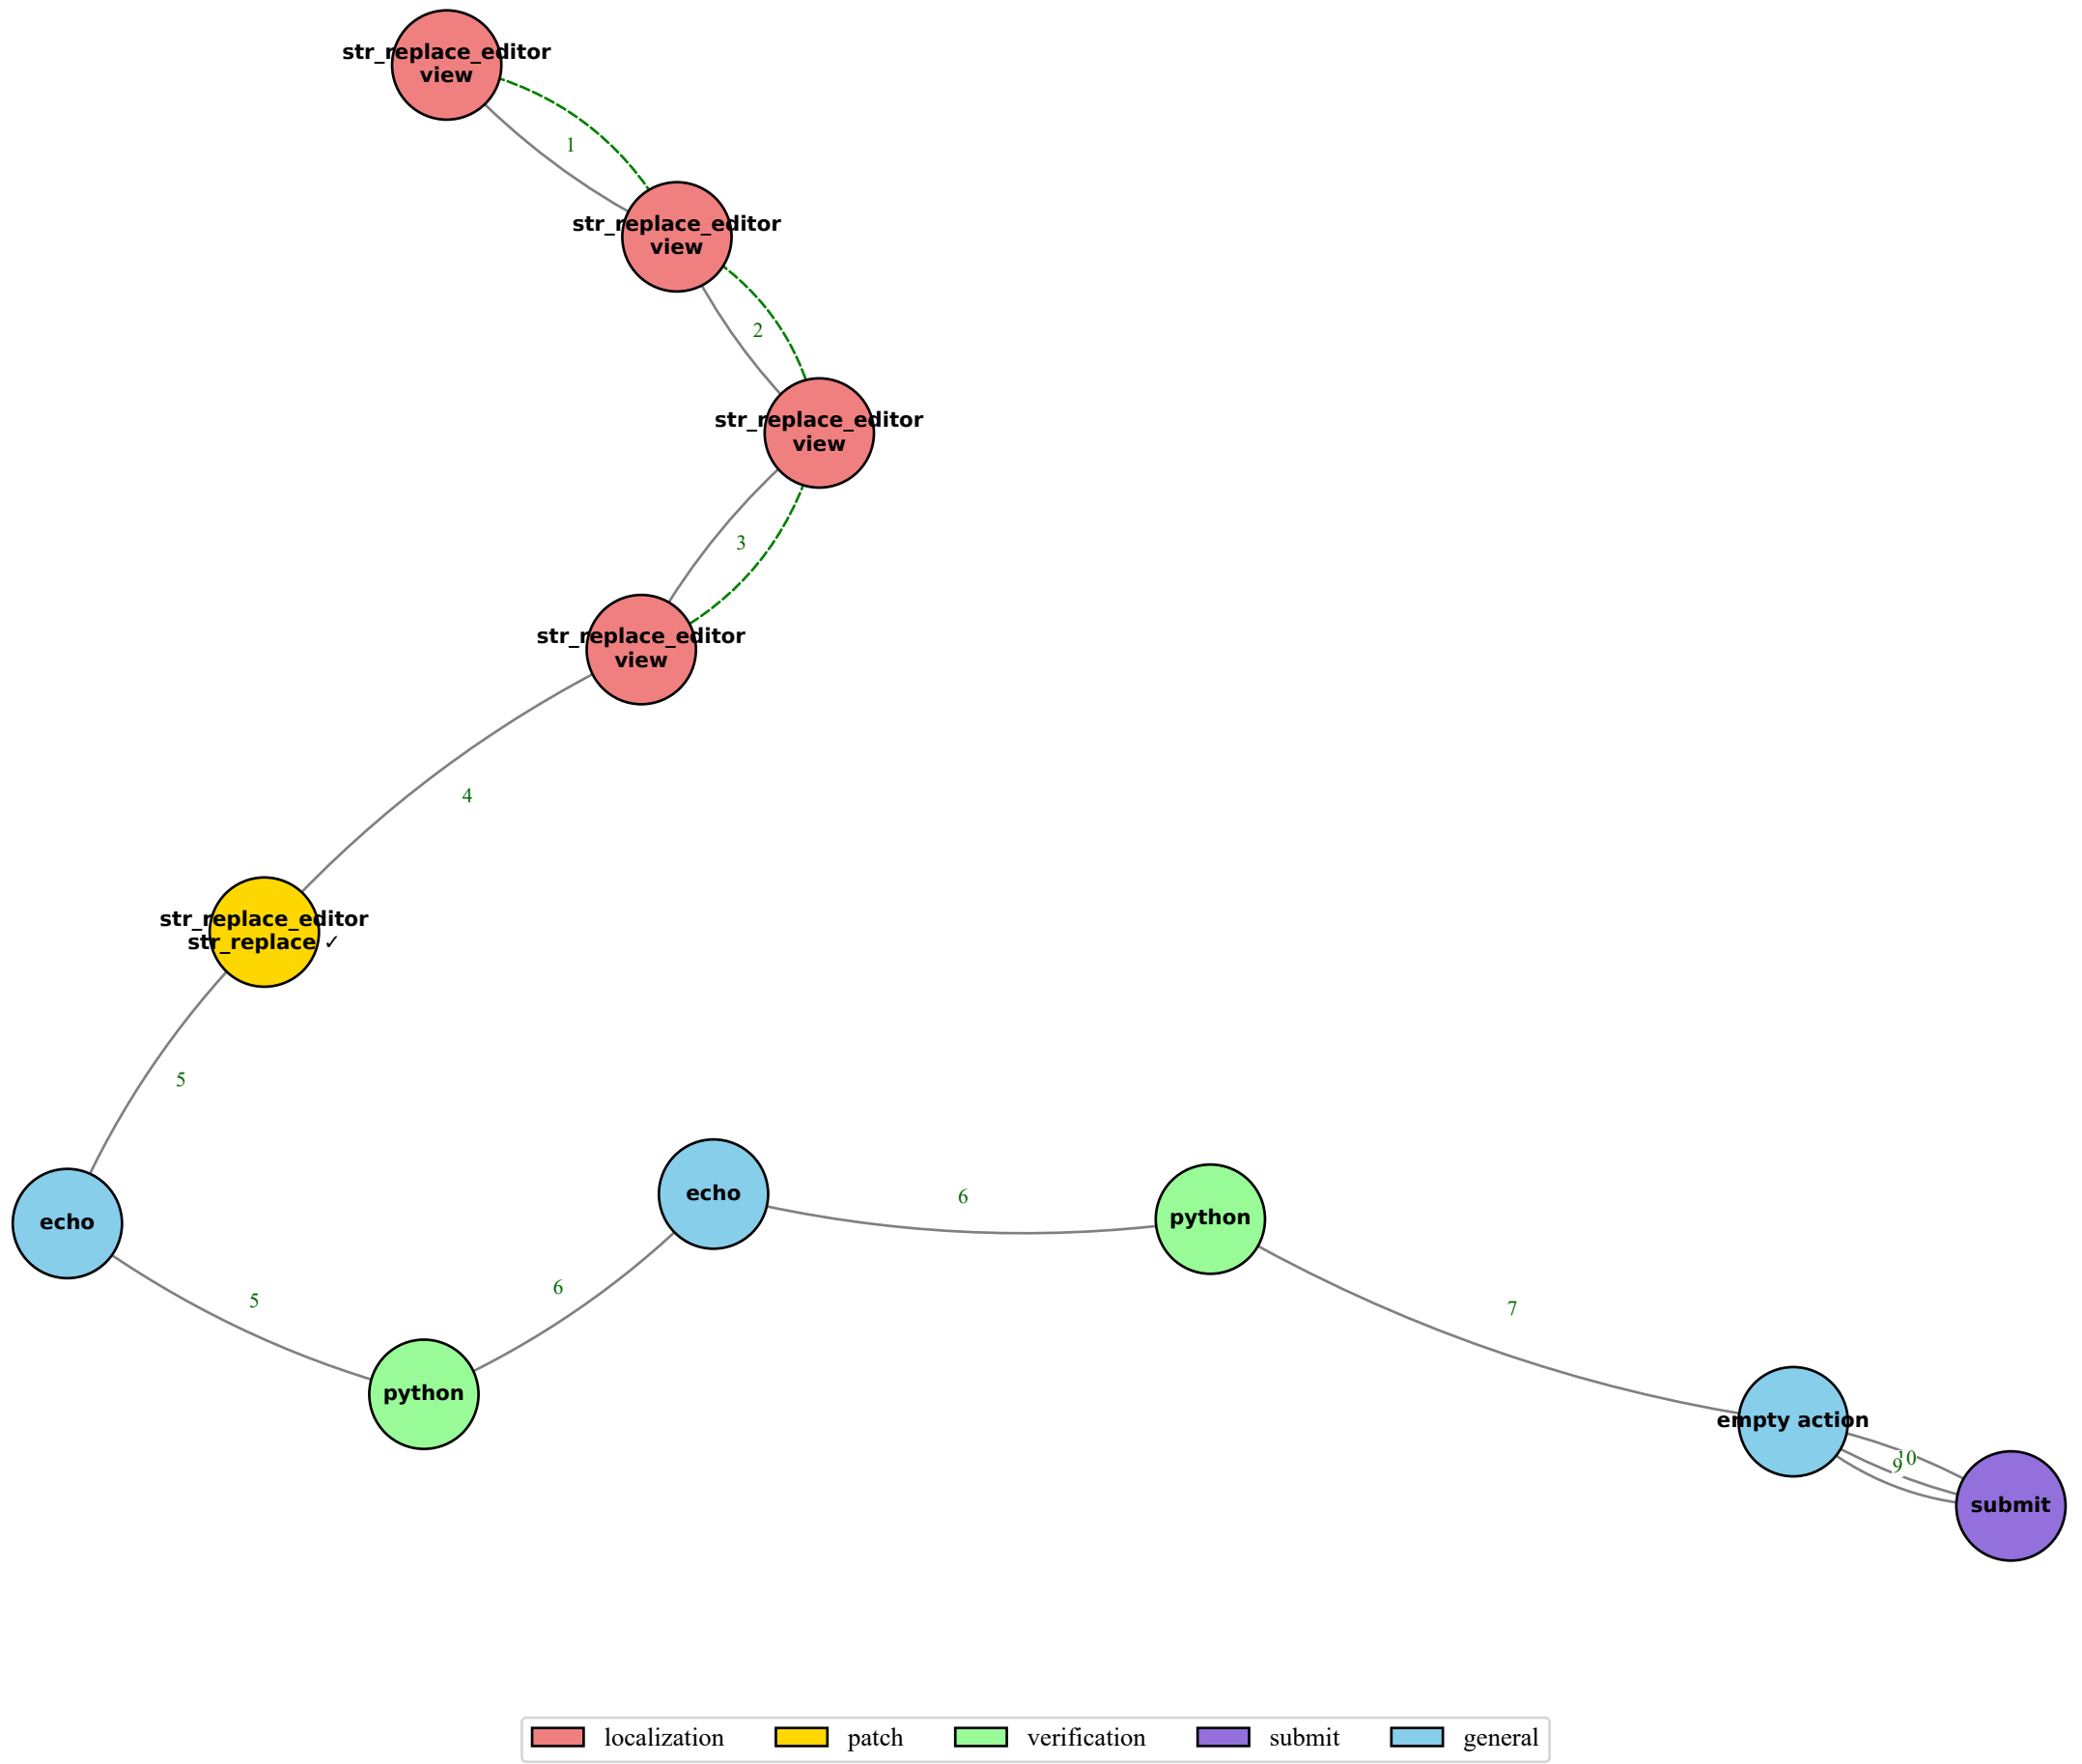 str_replace_editor
view
1
str_replace_editor
view
2
str_replace_editor
view
3
str_replace_editor
view
4
str_replace_editor
str_replace ✓
5
echo
5
python
6
echo
6
python
7
empty action
10
9
submit
localization
patch
verification
submit
general